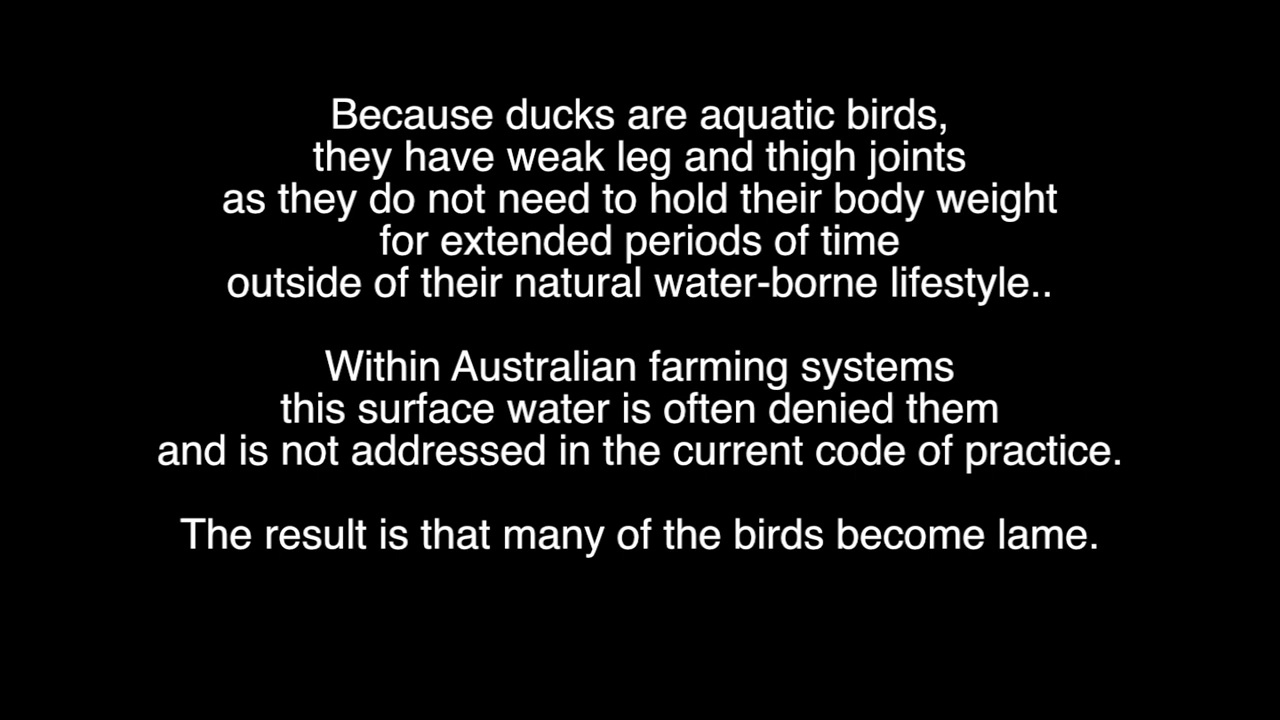 Because ducks are aquatic birds,
they have weak leg and thigh joints
as they do not need to hold their body weight
for extended periods of time
outside of their natural water-borne lifestyle..
Within Australian farming systems
this surface water is often denied them
and is not addressed in the current code of practice.
The result is that many of the birds become lame.